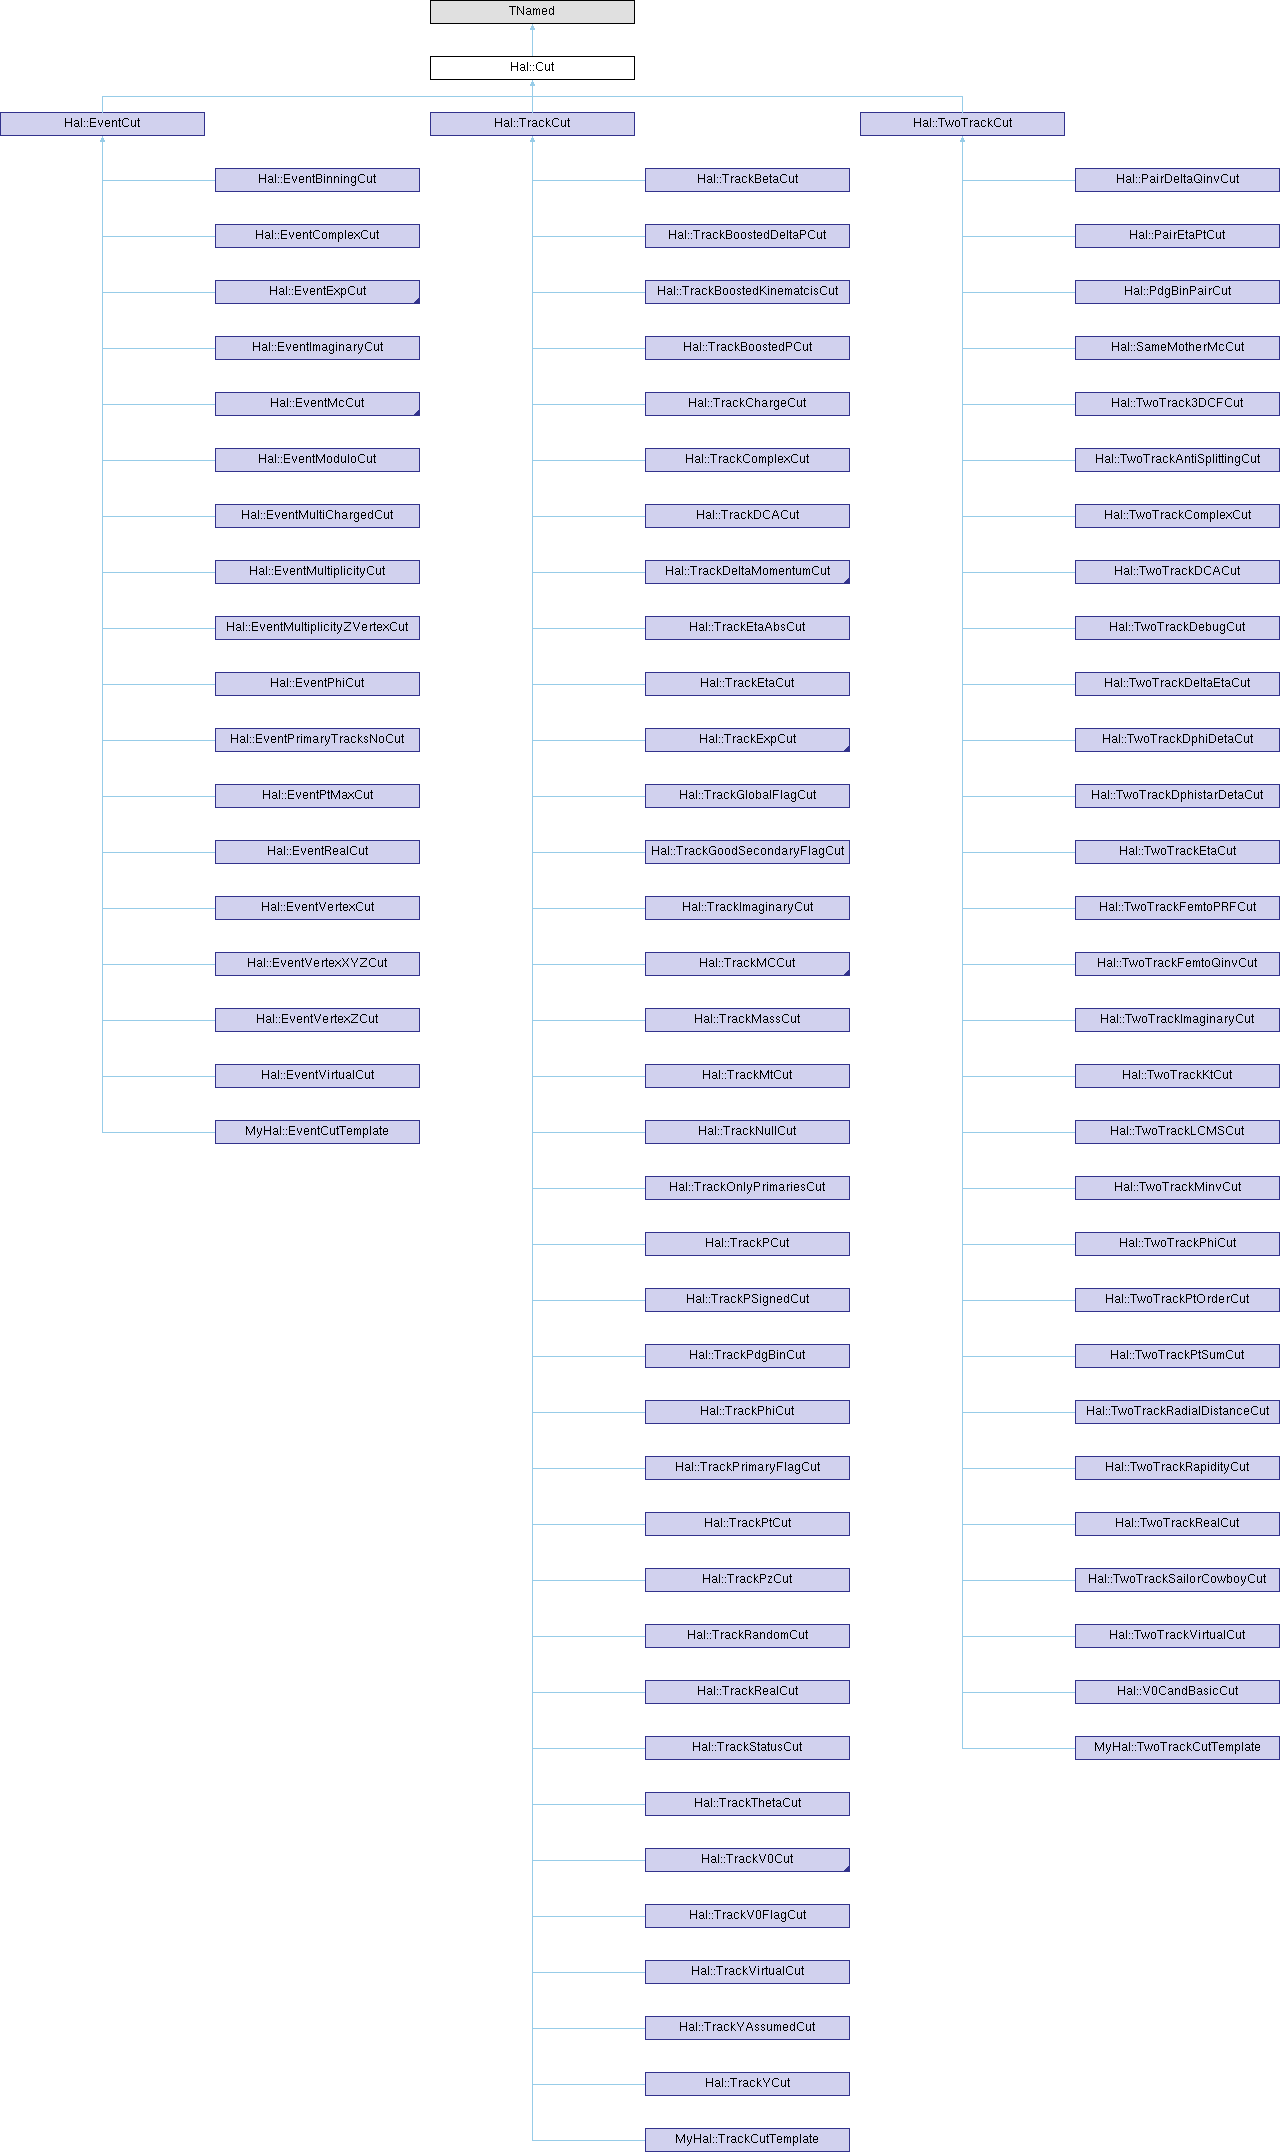 TNamed
Hal::Cut
Hal::EventCut
Hal::TrackCut
Hal::TwoTrackCut
Hal::EventBinningCut
Hal::EventComplexCut
Hal::EventExpCut
Hal::EventImaginaryCut
Hal::EventMcCut
Hal::EventModuloCut
Hal::EventMultiChargedCut
Hal::EventMultiplicityCut
Hal::EventMultiplicityZVertexCut
Hal::EventPhiCut
Hal::EventPrimaryTracksNoCut
Hal::EventPtMaxCut
Hal::EventRealCut
Hal::EventVertexCut
Hal::EventVertexXYZCut
Hal::EventVertexZCut
Hal::EventVirtualCut
MyHal::EventCutTemplate
Hal::TrackBetaCut
Hal::TrackBoostedDeltaPCut
Hal::TrackBoostedKinematcisCut
Hal::TrackBoostedPCut
Hal::TrackChargeCut
Hal::TrackComplexCut
Hal::TrackDCACut
Hal::TrackDeltaMomentumCut
Hal::TrackEtaAbsCut
Hal::TrackEtaCut
Hal::TrackExpCut
Hal::TrackGlobalFlagCut
Hal::TrackGoodSecondaryFlagCut
Hal::TrackImaginaryCut
Hal::TrackMCCut
Hal::TrackMassCut
Hal::TrackMtCut
Hal::TrackNullCut
Hal::TrackOnlyPrimariesCut
Hal::TrackPCut
Hal::TrackPSignedCut
Hal::TrackPdgBinCut
Hal::TrackPhiCut
Hal::TrackPrimaryFlagCut
Hal::TrackPtCut
Hal::TrackPzCut
Hal::TrackRandomCut
Hal::TrackRealCut
Hal::TrackStatusCut
Hal::TrackThetaCut
Hal::TrackV0Cut
Hal::TrackV0FlagCut
Hal::TrackVirtualCut
Hal::TrackYAssumedCut
Hal::TrackYCut
MyHal::TrackCutTemplate
Hal::PairDeltaQinvCut
Hal::PairEtaPtCut
Hal::PdgBinPairCut
Hal::SameMotherMcCut
Hal::TwoTrack3DCFCut
Hal::TwoTrackAntiSplittingCut
Hal::TwoTrackComplexCut
Hal::TwoTrackDCACut
Hal::TwoTrackDebugCut
Hal::TwoTrackDeltaEtaCut
Hal::TwoTrackDphiDetaCut
Hal::TwoTrackDphistarDetaCut
Hal::TwoTrackEtaCut
Hal::TwoTrackFemtoPRFCut
Hal::TwoTrackFemtoQinvCut
Hal::TwoTrackImaginaryCut
Hal::TwoTrackKtCut
Hal::TwoTrackLCMSCut
Hal::TwoTrackMinvCut
Hal::TwoTrackPhiCut
Hal::TwoTrackPtOrderCut
Hal::TwoTrackPtSumCut
Hal::TwoTrackRadialDistanceCut
Hal::TwoTrackRapidityCut
Hal::TwoTrackRealCut
Hal::TwoTrackSailorCowboyCut
Hal::TwoTrackVirtualCut
Hal::V0CandBasicCut
MyHal::TwoTrackCutTemplate